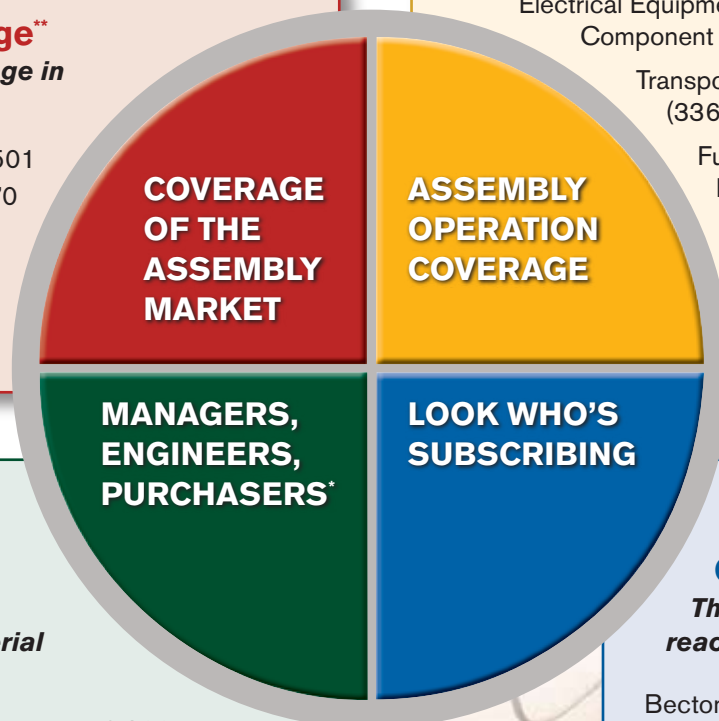 ge**
ge in
501
70
Electrical Equipme
Component
Transpo
(336
Fu
COVERAGE
OF THE
ASSEMBLY
MARKET
ASSEMBLY
OPERATION
COVERAGE
MANAGERS,
ENGINEERS,
PURCHASERS*
LOOK WHO'S
SUBSCRIBING
rial
Th
reac
Becton